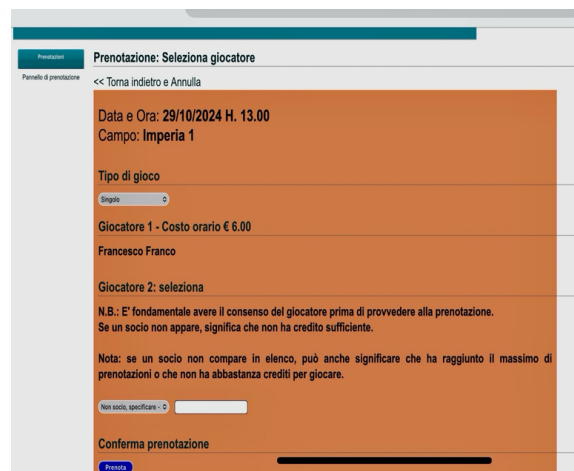 Prenotazioni
Pannello di prenotazione
Prenotazione: Seleziona giocatore
<< Torna indietro e Annulla
Data e Ora: 29/10/2024 H. 13.00
Campo: Imperia 1
Tipo di gioco
Singolo
Giocatore 1 - Costo orario € 6.00
Francesco Franco
Giocatore 2: seleziona
N.B.: E' fondamentale avere il consenso del giocatore prima di provvedere alla prenotazione.
Se un socio non appare, significa che non ha credito sufficiente.
Nota: se un socio non compare in elenco, può anche significare che ha raggiunto il massimo di
prenotazioni o che non ha abbastanza crediti per giocare.
Non socio, specificare -
Conferma prenotazione
Prenota